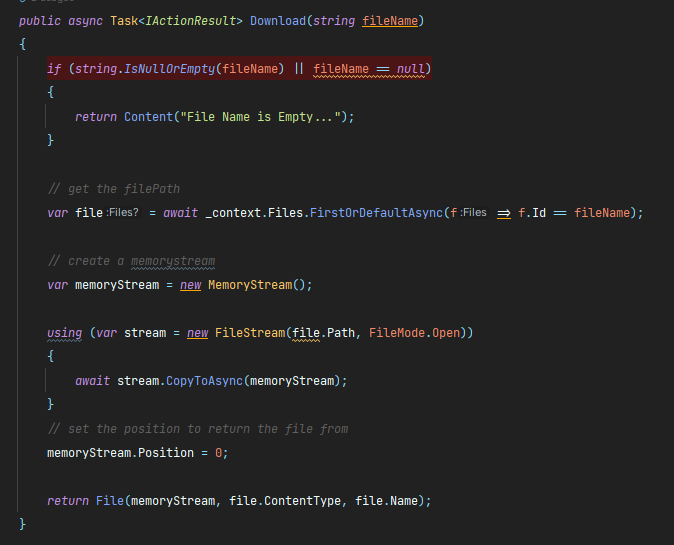 public async Task<IActionResult> Download(string fileName)
{
if (string.IsNullOrEmpty(fileName) || fileName == null)
{
return Content("File Name is Empty...");
}
// get the filePath
var file :Files? = await _context.Files.FirstOrDefaultAsync(f :Files => f.Id == fileName);
// create a memorystream
var memoryStream = new MemoryStream();
using (var stream = new FileStream(file.Path, FileMode.Open))
{
await stream.CopyToAsync(memoryStream);
}
// set the position to return the file from
memoryStream.Position = 0;
return File(memoryStream, file.ContentType, file.Name);
}